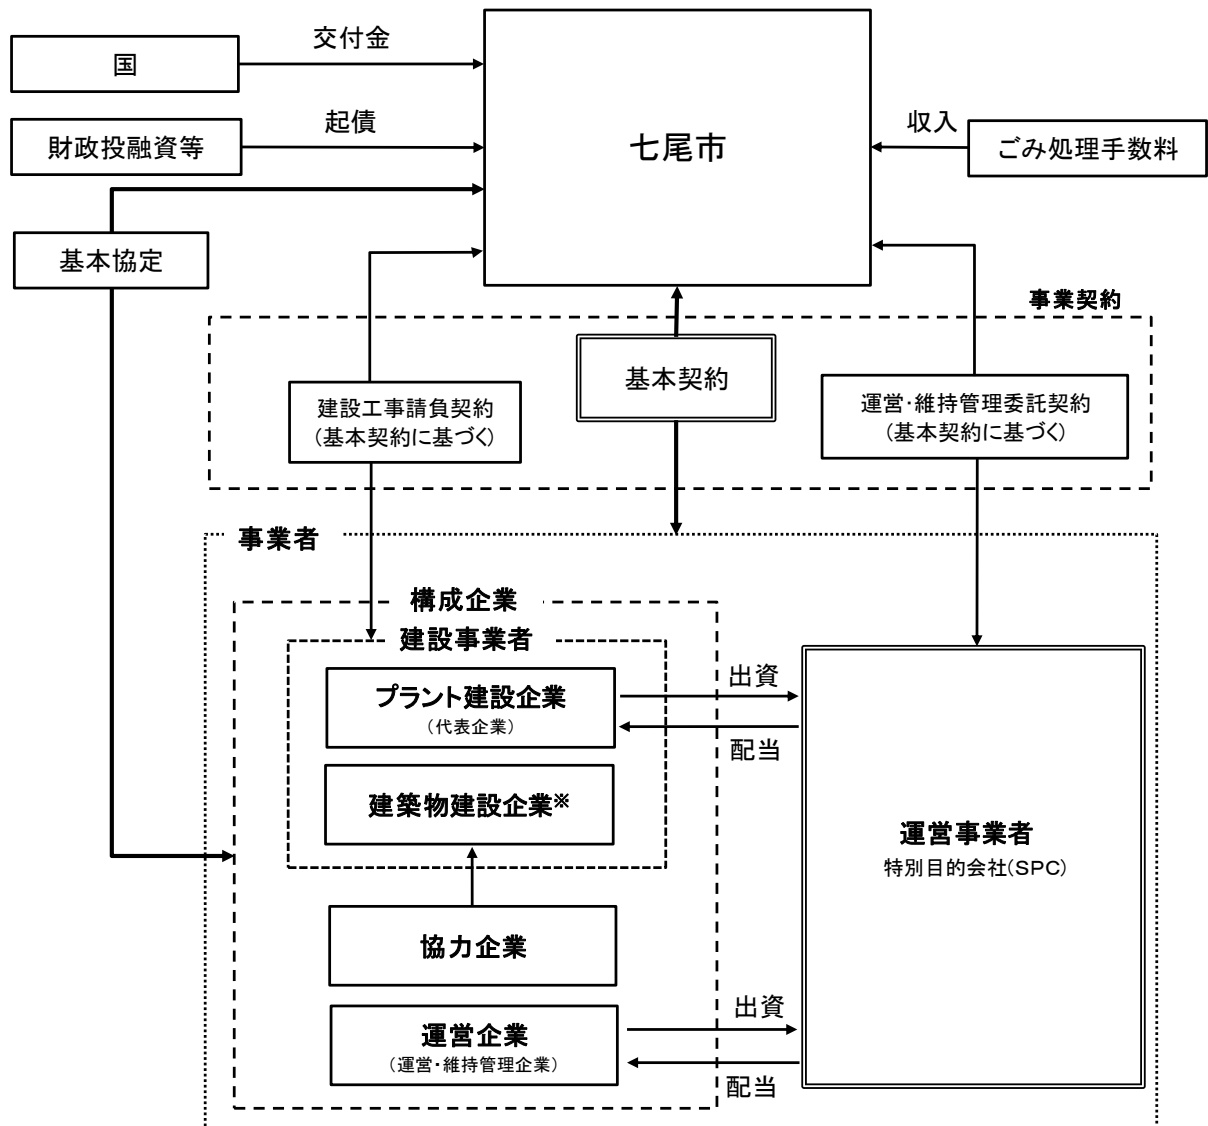 交付金
国
起債
財政投融資等
七尾市
収入
ごみ処理手数料
基本協定
事業契約
基本契約
建設工事請負契約
(基本契約に基づく)
運営・維持管理委託契約
(基本契約に基づく)
事業者
構成企業
建設事業者
プラント建設企業
(代表企業)
出資
配当
建築物建設企業※
運営事業者
特別目的会社(SPC)
協力企業
運営企業
(運営・維持管理企業)
出資
配当